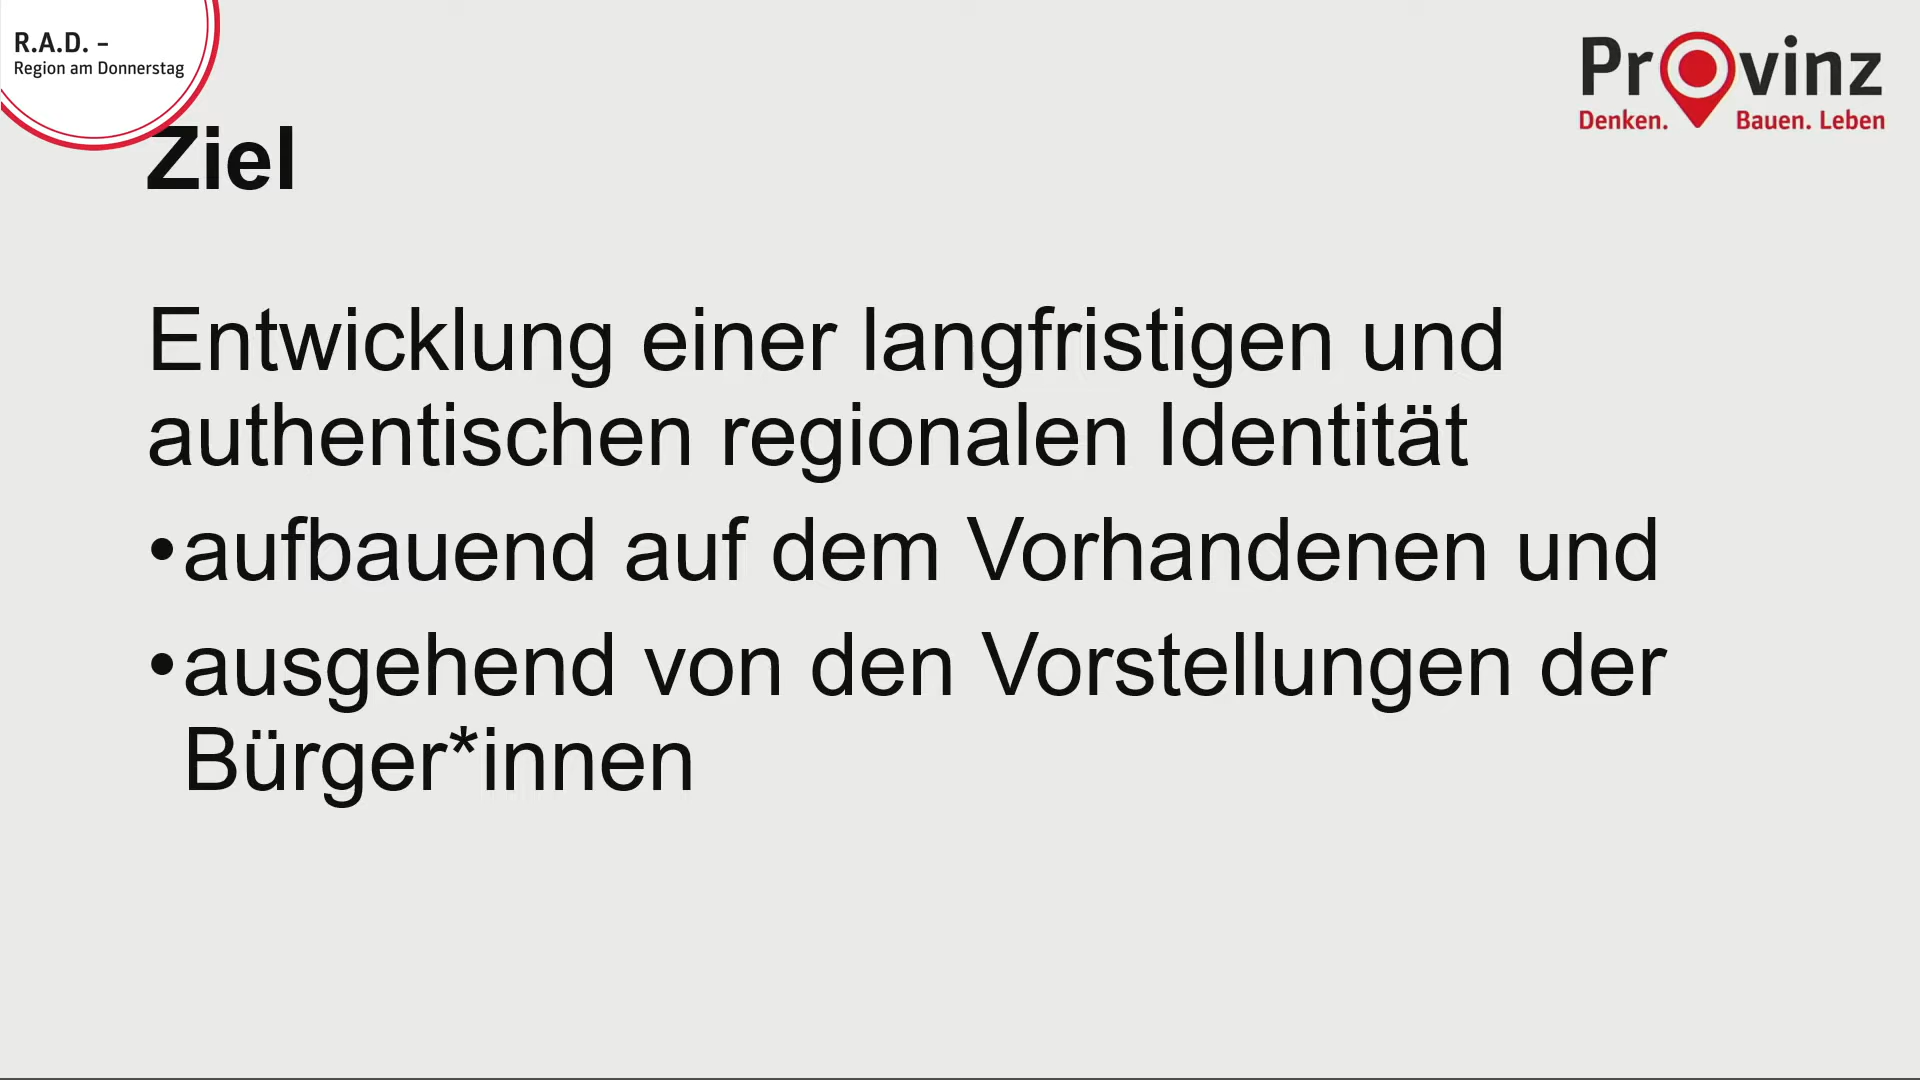 R.A.D. –
Region am Donnerstag
Provinz
Denken. Bauen. Leben
Ziel
Entwicklung einer langfristigen und
authentischen regionalen Identität
•aufbauend auf dem Vorhandenen und
•ausgehend von den Vorstellungen der
Bürger*innen